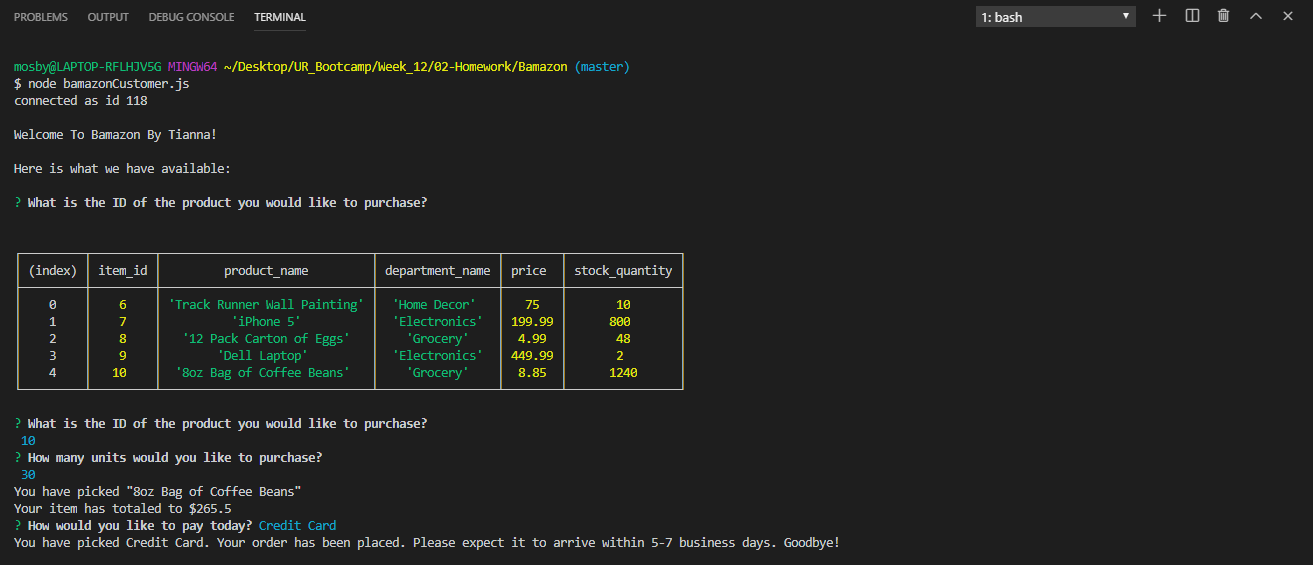 PROBLEMS OUTPUT DEBUG CONSOLE TERMINAL 1: bash
mosby@LAPTOP-RFLHJV5G MINGW64 ~/Desktop/UR_Bootcamp/Week_12/02-Homework/Bamazon (master)
$ node bamazonCustomer.js
connected as id 118
Welcome To Bamazon By Tianna!
Here is what we have available:
? What is the ID of the product you would like to purchase?
(index) item_id product_name department_name price stock_quantity
0 6 'Track Runner Wall Painting' 'Home Decor' 75 10
1 7 'iPhone 5' 'Electronics' 199.99 800
2 8 '12 Pack Carton of Eggs' 'Grocery' 4.99 48
3 9 'Dell Laptop' 'Electronics' 449.99 2
4 10 '8oz Bag of Coffee Beans' 'Grocery' 8.85 1240
? What is the ID of the product you would like to purchase?
10
? How many units would you like to purchase?
30
You have picked "8oz Bag of Coffee Beans"
Your item has totaled to $265.5
? How would you like to pay today? Credit Card
You have picked Credit Card. Your order has been placed. Please expect it to arrive within 5-7 business days. Goodbye!